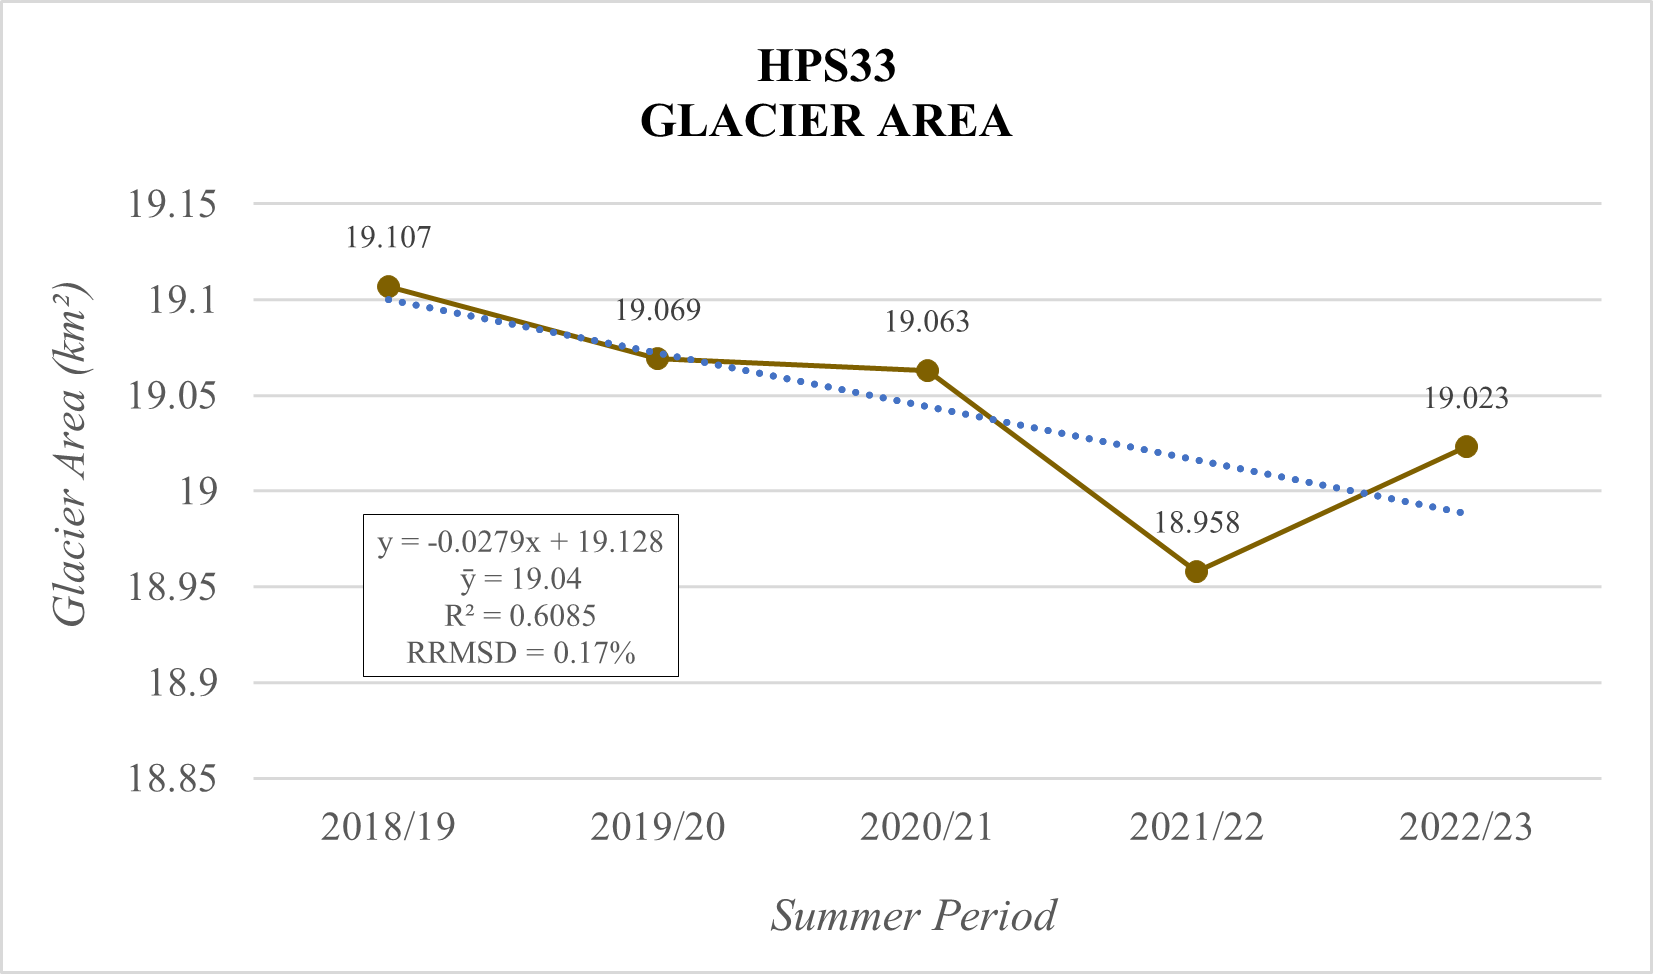 HPS33
GLACIER AREA
Glacier Area (km²)
19.15
19.1
19.05
19
18.95
18.9
18.85
19.107
19.069
19.063
18.958
19.023
y = -0.0279x + 19.128
ȳ = 19.04
R² = 0.6085
RRMSD = 0.17%
2018/19
2019/20
2020/21
2021/22
2022/23
Summer Period